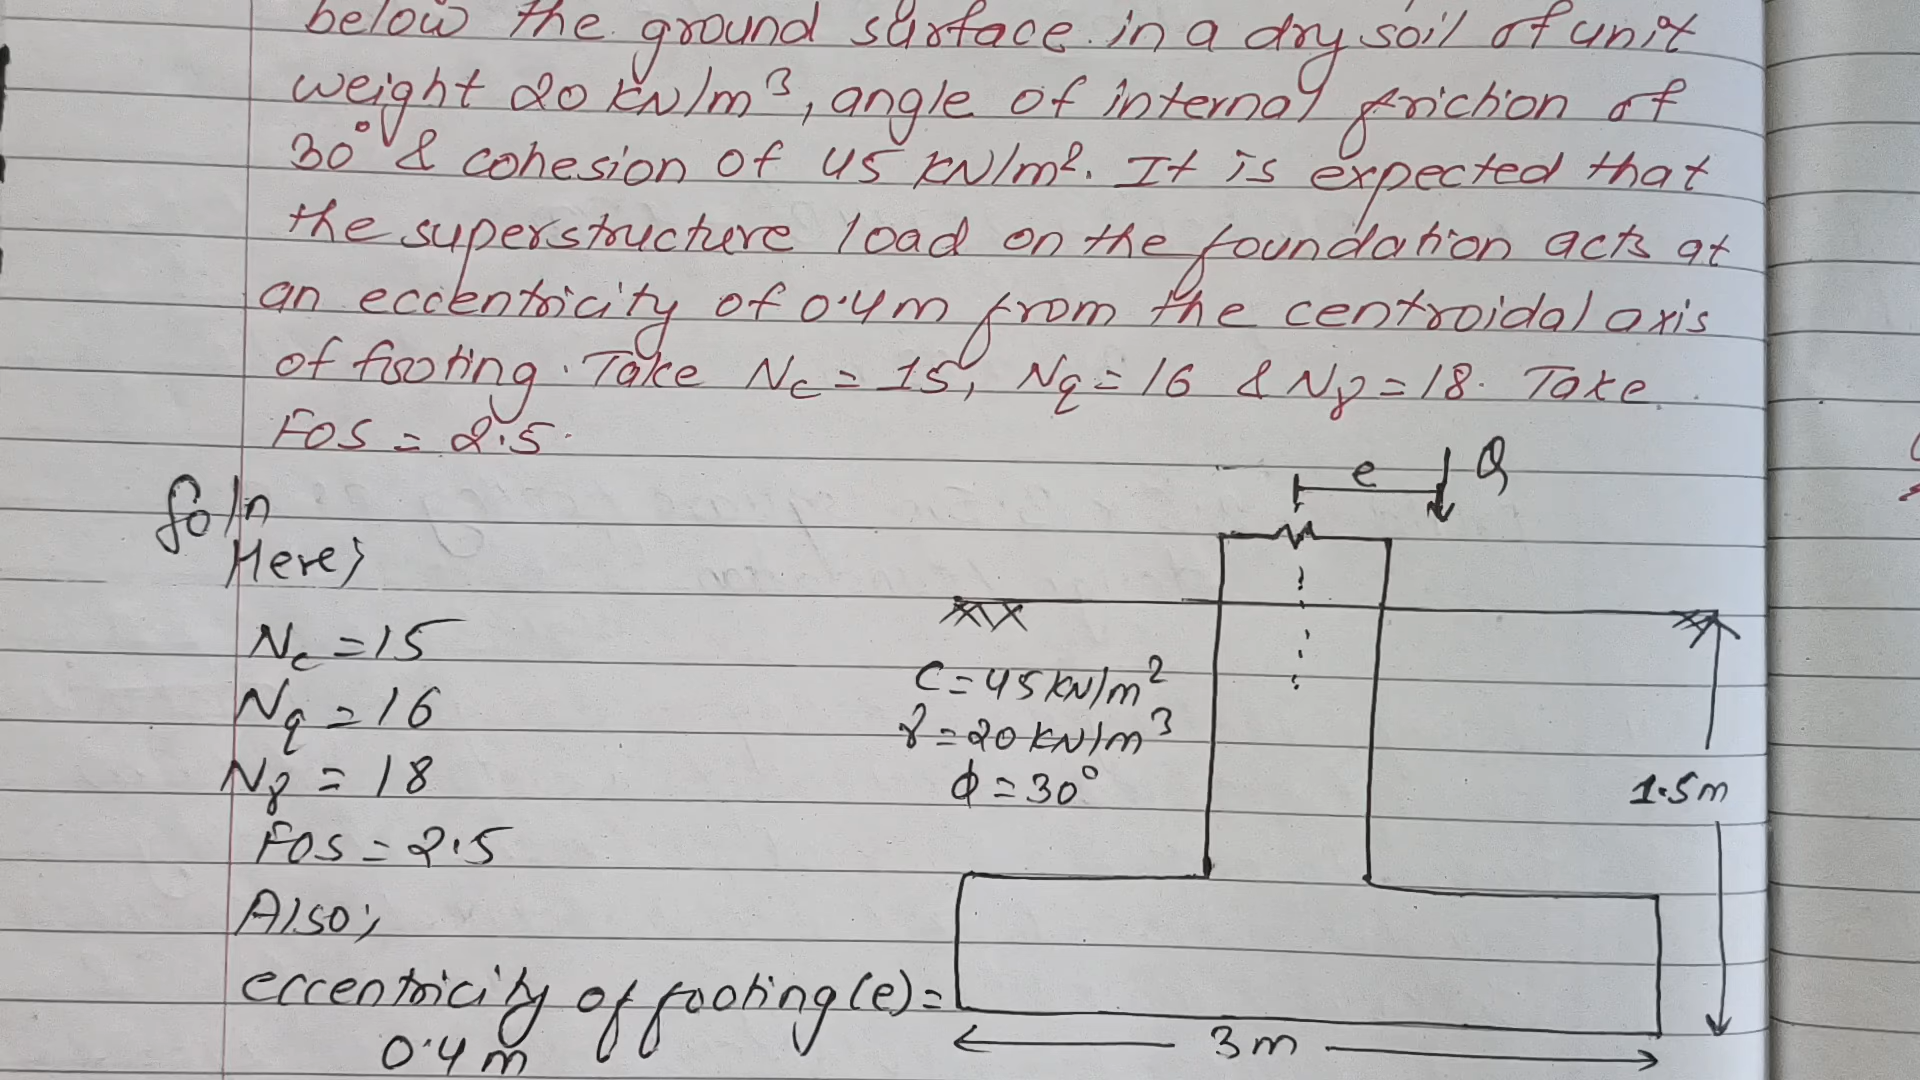 below the ground surface in a dry soil of unit
weight 20 kN/m³, angle of internal friction of
30° & cohesion of 45 kN/m². It is expected that
the superstructure load on the foundation acts at
an eccentricity of 0.4m from the centroidal axis
of footing. Take Nc = 15, Nq = 16 & Nγ = 18. Take
FOS = 2.5.
e Q
Soln
Here;
Nc = 15
Nq = 16
Nγ = 18
FOS = 2.5
Also;
eccentricity of footing (e) =
0.4 m
C = 45 kN/m²
γ = 20 kN/m³
φ = 30°
1.5m
3m